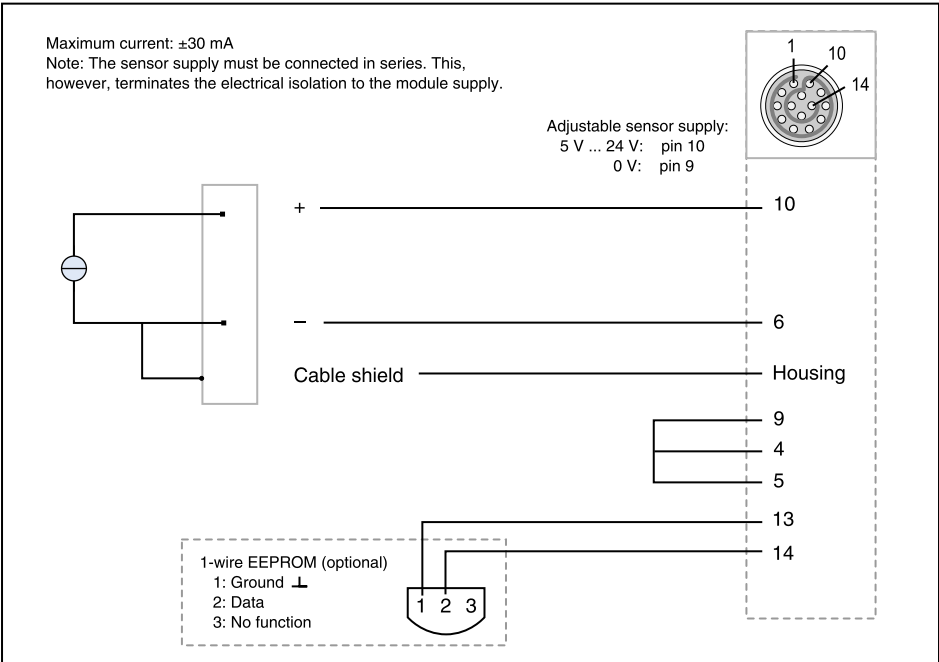 Maximum current: ±30 mA
Note: The sensor supply must be connected in series. This,
however, terminates the electrical isolation to the module supply.
1
10
14
Adjustable sensor supply:
5 V ... 24 V: pin 10
0 V: pin 9
+ 10
– 6
Cable shield Housing
9
4
5
13
14
1-wire EEPROM (optional)
1: Ground ⊥
2: Data
3: No function
1 2 3